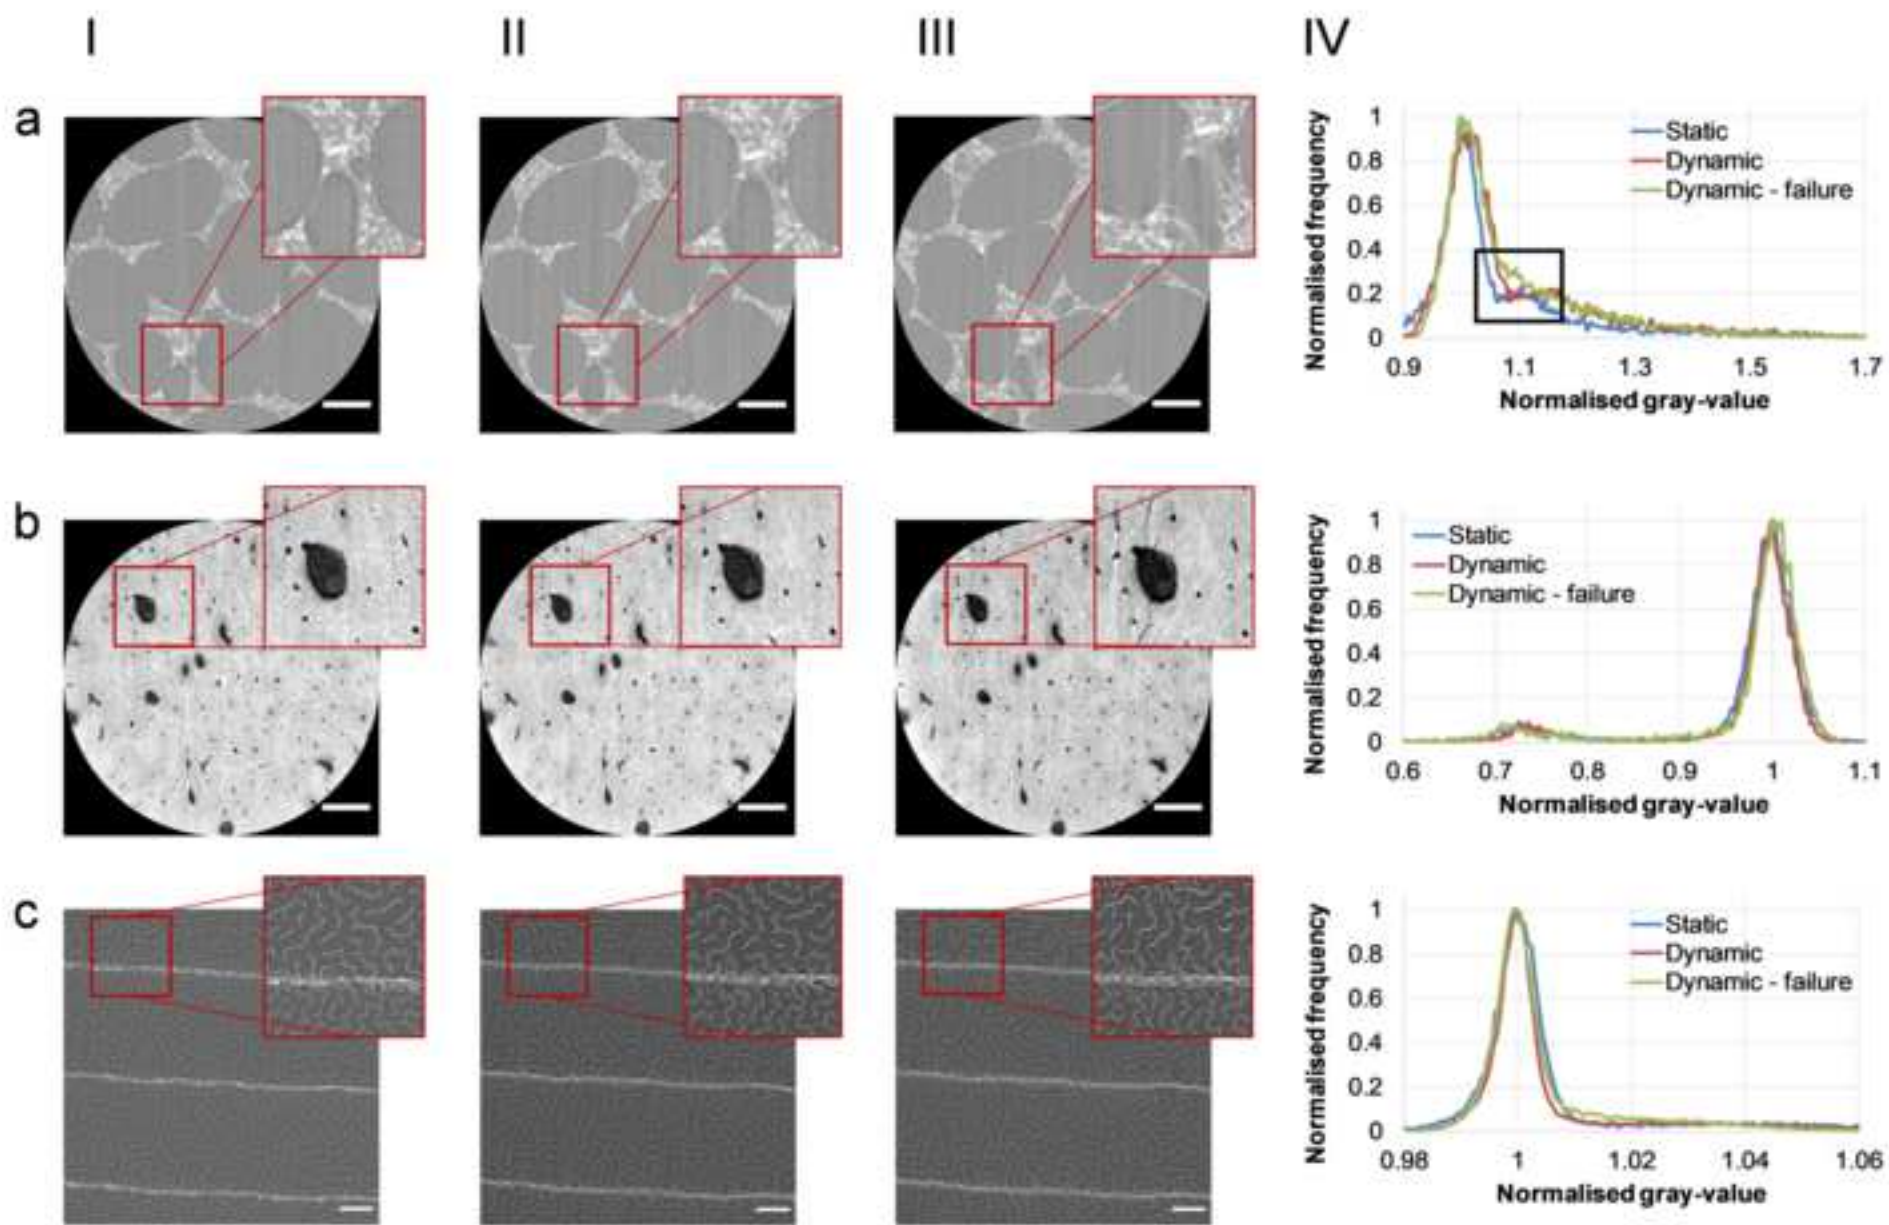 I II III IV
a
Normalised frequency
1
0.8
0.6
0.4
0.2
0
Static
Dynamic
Dynamic - failure
0.9 1.1 1.3 1.5 1.7
Normalised gray-value
b
Normalised frequency
1
0.8
0.6
0.4
0.2
0
Static
Dynamic
Dynamic - failure
0.6 0.7 0.8 0.9 1 1.1
Normalised gray-value
c
Normalised frequency
1
0.8
0.6
0.4
0.2
0
Static
Dynamic
Dynamic - failure
0.98 1 1.02 1.04 1.06
Normalised gray-value